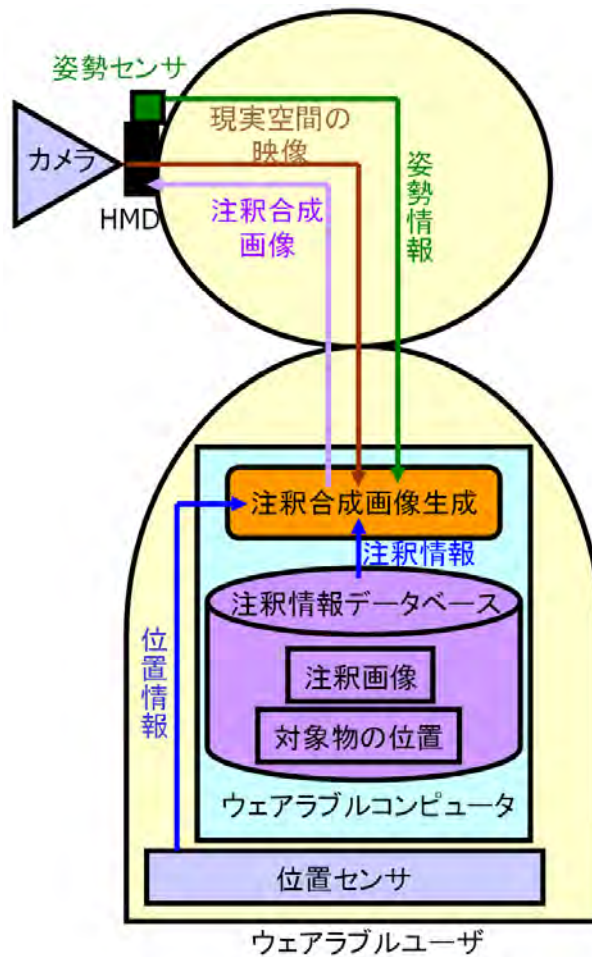 姿勢センサ
カメラ
HMD
現実空間の
映像
注釈合成
画像
姿勢情報
注釈合成画像生成
注釈情報
注釈情報データベース
注釈画像
対象物の位置
位置情報
ウェアラブルコンピュータ
位置センサ
ウェアラブルユーザ